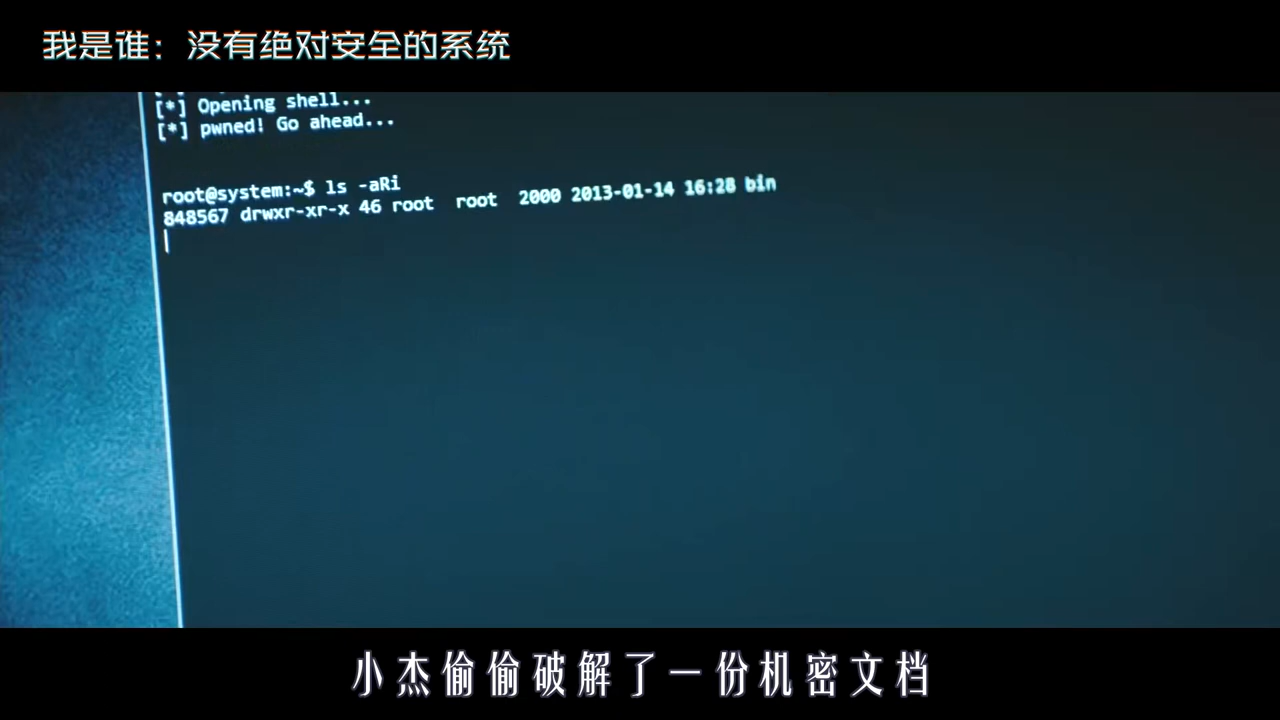 我是谁：没有绝对安全的系统
[*] Opening shell...
[*] pwned! Go ahead...
root@system:~$ ls -aRi
848567 drwxr-xr-x 46 root  root  2000 2013-01-14 16:28 bin
小杰偷偷破解了一份机密文档